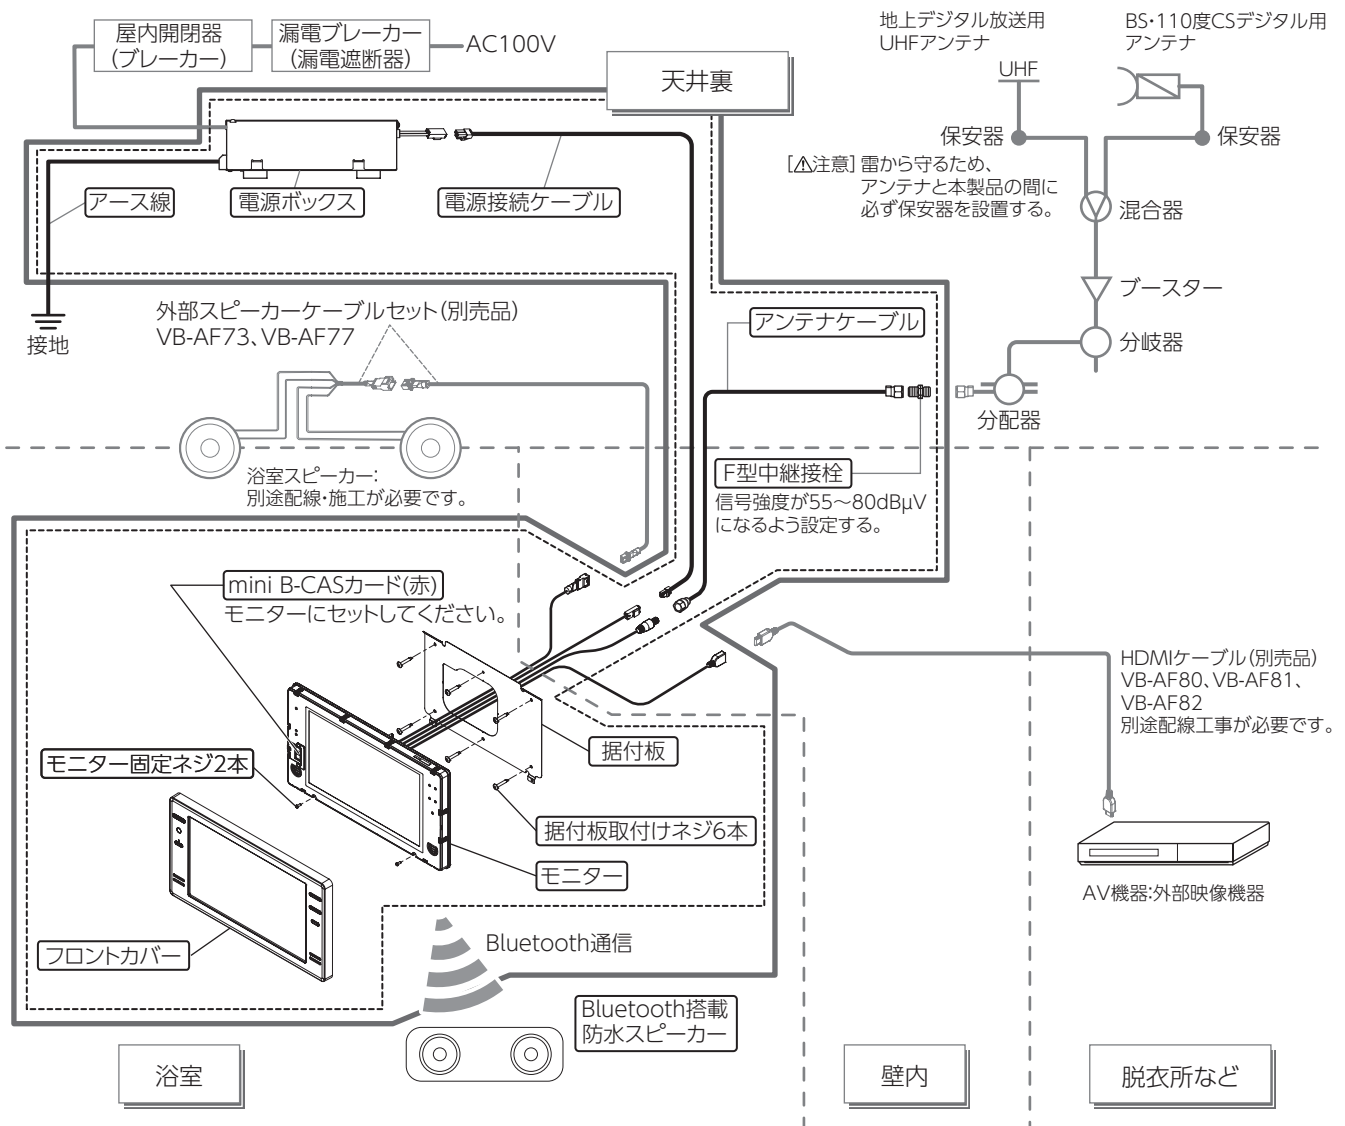 屋内開閉器
(ブレーカー)
漏電ブレーカー
(漏電遮断器)
AC100V
天井裏
地上デジタル放送用
UHFアンテナ
BS・110度CSデジタル用
アンテナ
UHF
保安器
保安器
[⚠注意] 雷から守るため、
アンテナと本製品の間に
必ず保安器を設置する。
混合器
アース線
電源ボックス
電源接続ケーブル
ブースター
接地
外部スピーカーケーブルセット(別売品)
VB-AF73、VB-AF77
アンテナケーブル
分岐器
分配器
浴室スピーカー:
別途配線・施工が必要です。
F型中継接栓
信号強度が55～80dBμV
になるよう設定する。
mini B-CASカード(赤)
モニターにセットしてください。
HDMIケーブル(別売品)
VB-AF80、VB-AF81、
VB-AF82
別途配線工事が必要です。
据付板
モニター固定ネジ2本
据付板取付けネジ6本
モニター
AV機器:外部映像機器
フロントカバー
Bluetooth通信
Bluetooth搭載
防水スピーカー
浴室
壁内
脱衣所など